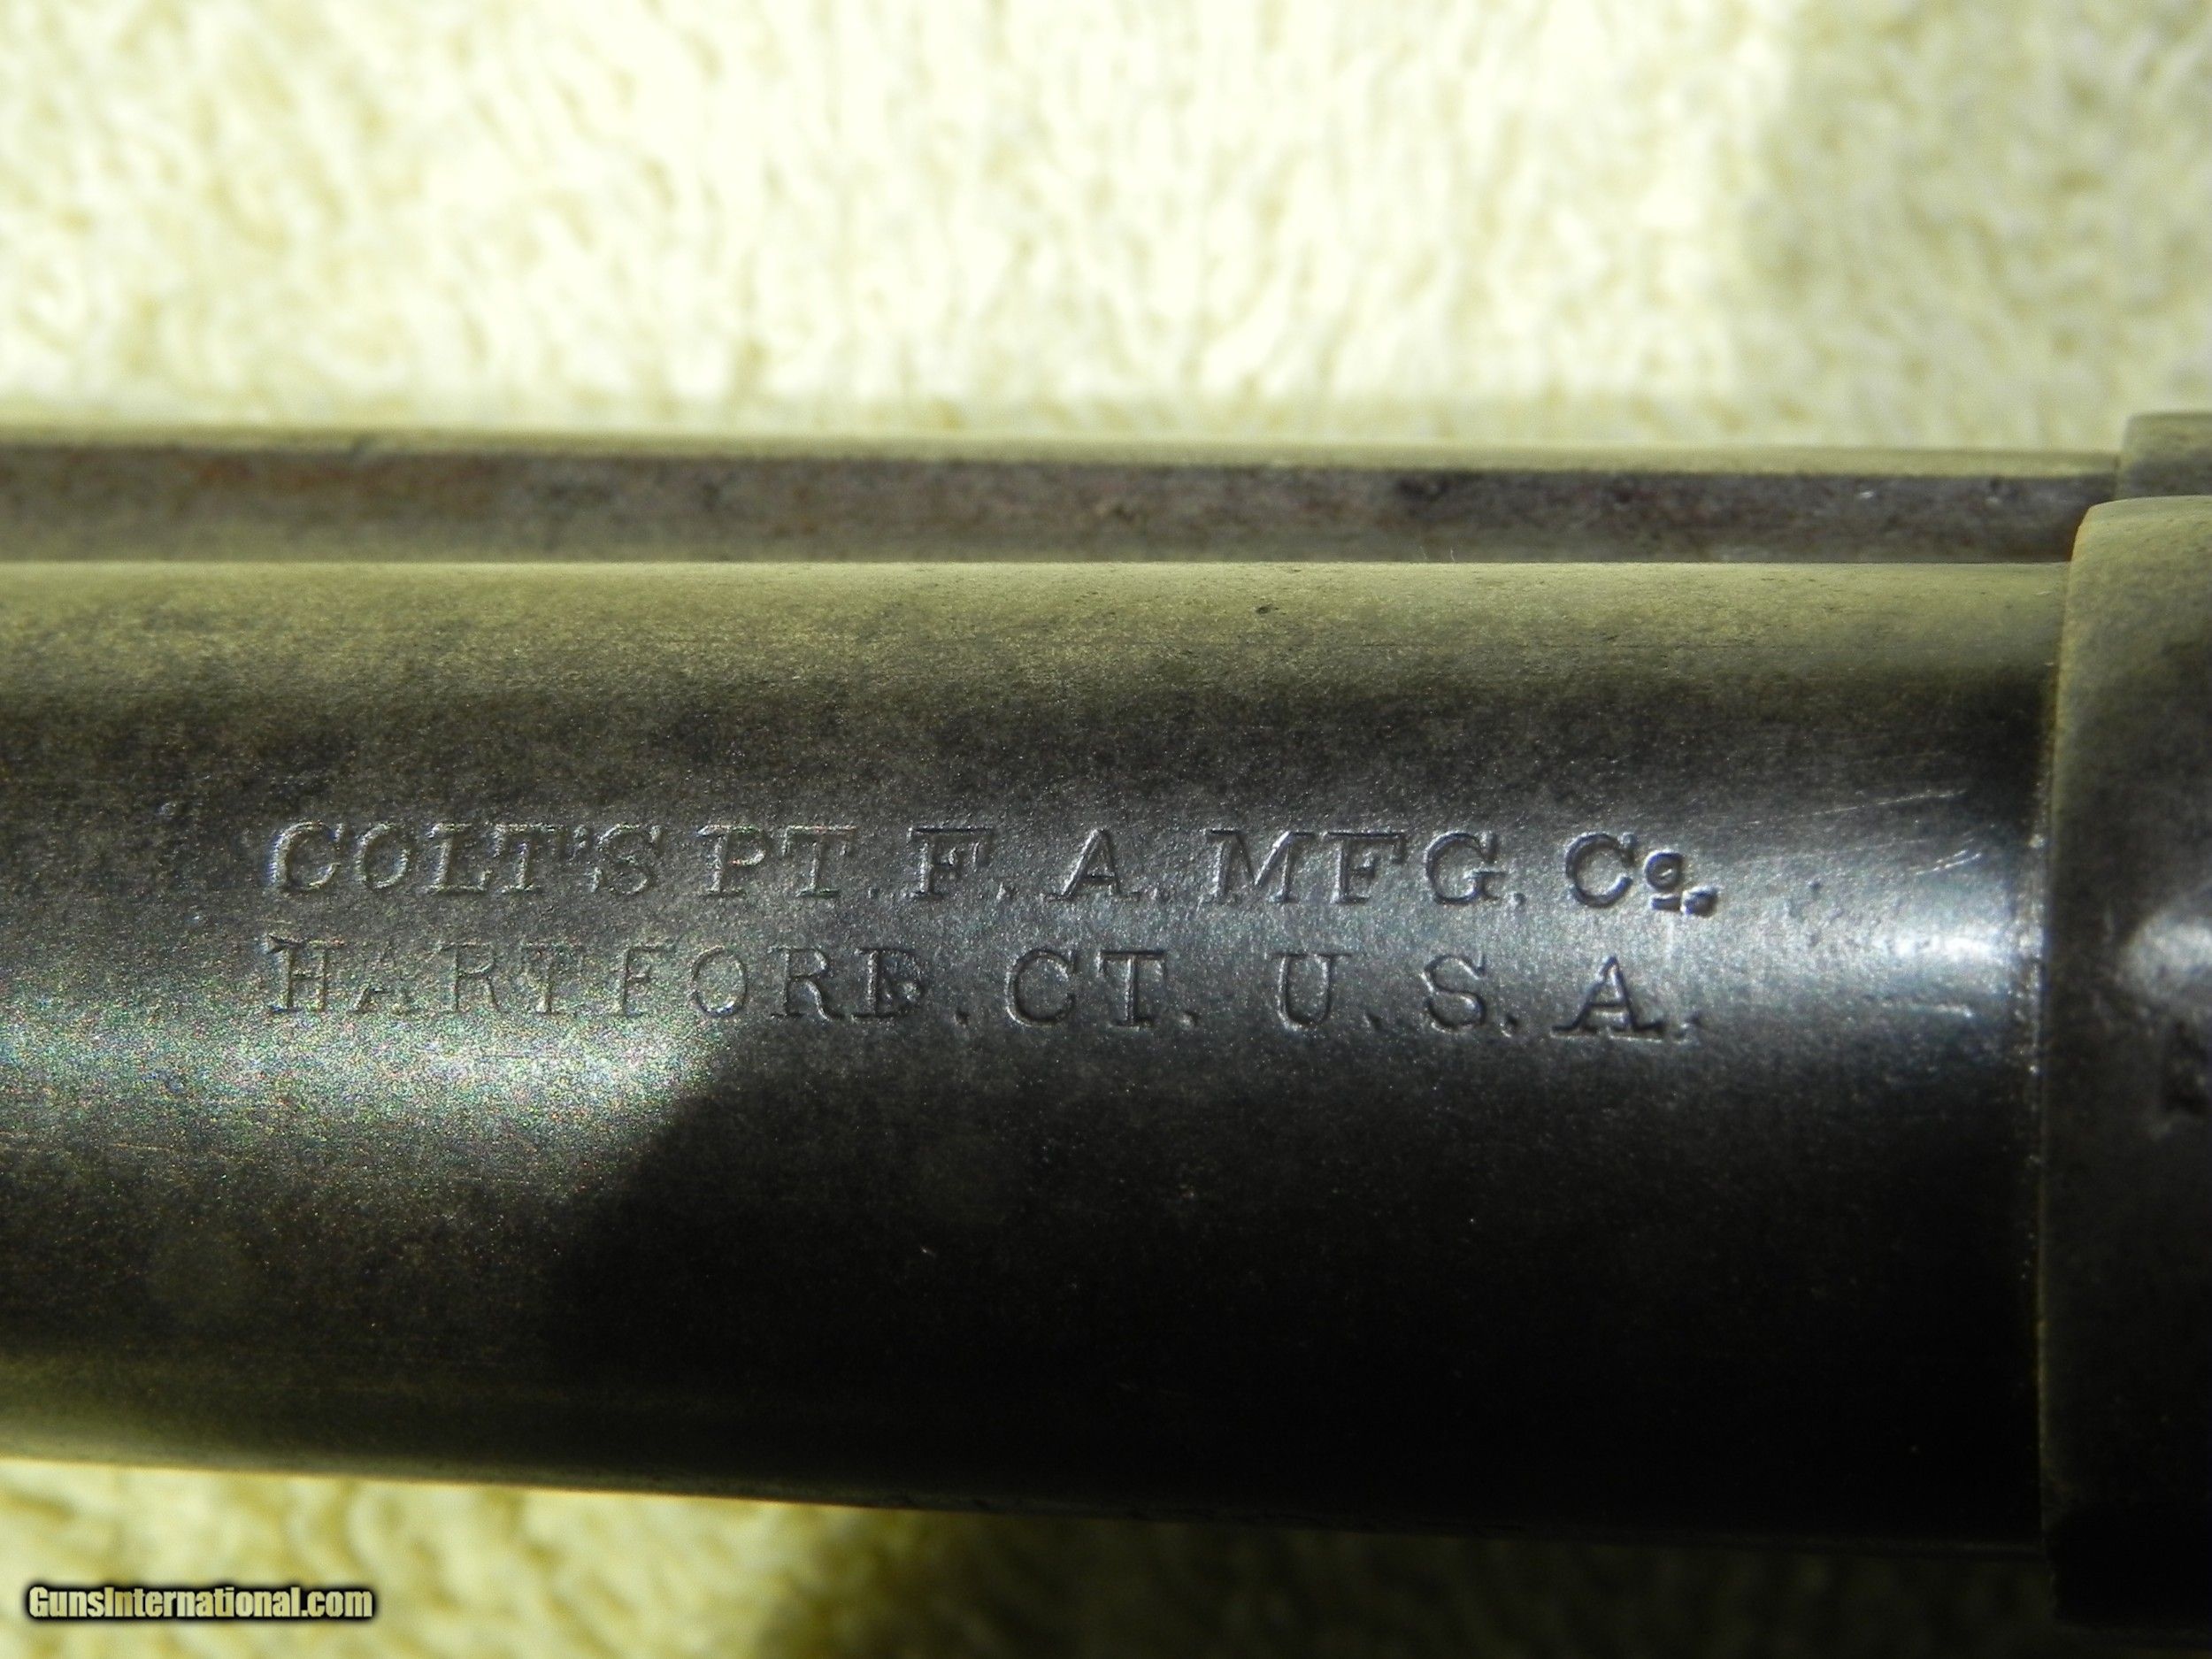 COLT'S PT. F. A. MFG. Co.
HARTFORD. CT. U. S. A.
GunsInternational.com